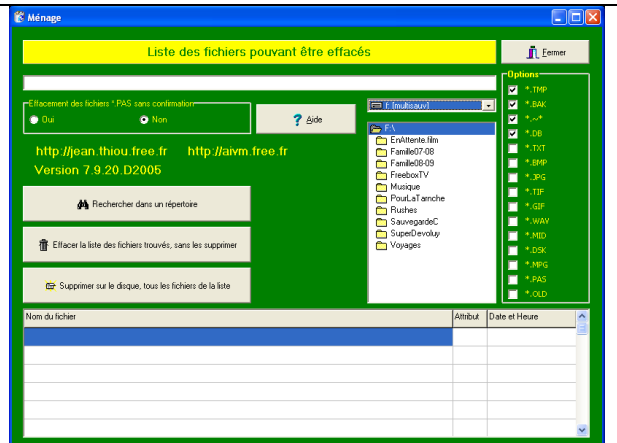 Ménage
Liste des fichiers pouvant être effacés
Fermer
Options
Effacement des fichiers *.PAS sans confirmation
Oui
Non
Aide
f: [multisauv]
*.TMP
*.BAK
*.~*
*.DB
*.TXT
*.BMP
*.JPG
*.TIF
*.GIF
*.WAV
*.MID
*.DSK
*.MPG
*.PAS
*.OLD
F:\
EnAttente.film
Famille07-08
Famille08-09
FreeboxTV
Musique
PourLaTarnche
Rushes
SauvegardeC
SuperDevoluy
Voyages
http://jean.thiou.free.fr http://aivm.free.fr
Version 7.9.20.D2005
Rechercher dans un répertoire
Effacer la liste des fichiers trouvés, sans les supprimer
Supprimer sur le disque, tous les fichiers de la liste
Nom du fichier
Attribut
Date et Heure